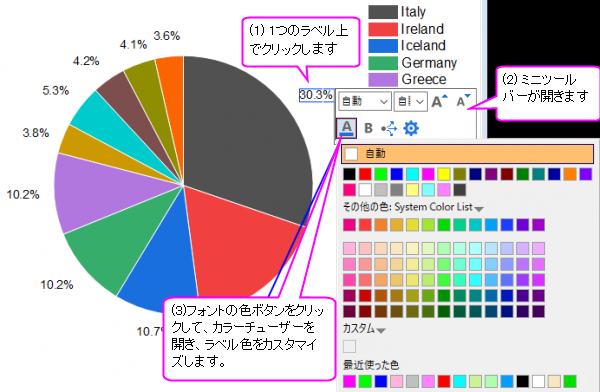 Italy
Ireland
Iceland
Germany
Greece
(1) 1つのラベル上
でクリックします
3.6%
4.1%
4.2%
5.3%
3.8%
10.2%
10.2%
10.7%
30.3%
(2) ミニツール
バーが開きます
自動
A A
A B
自動
その他の色: System Color List
カスタム
最近使った色
(3)フォントの色ボタンをクリッ
クして、カラーチューザーを
開き、ラベル色をカスタマイ
ズします。